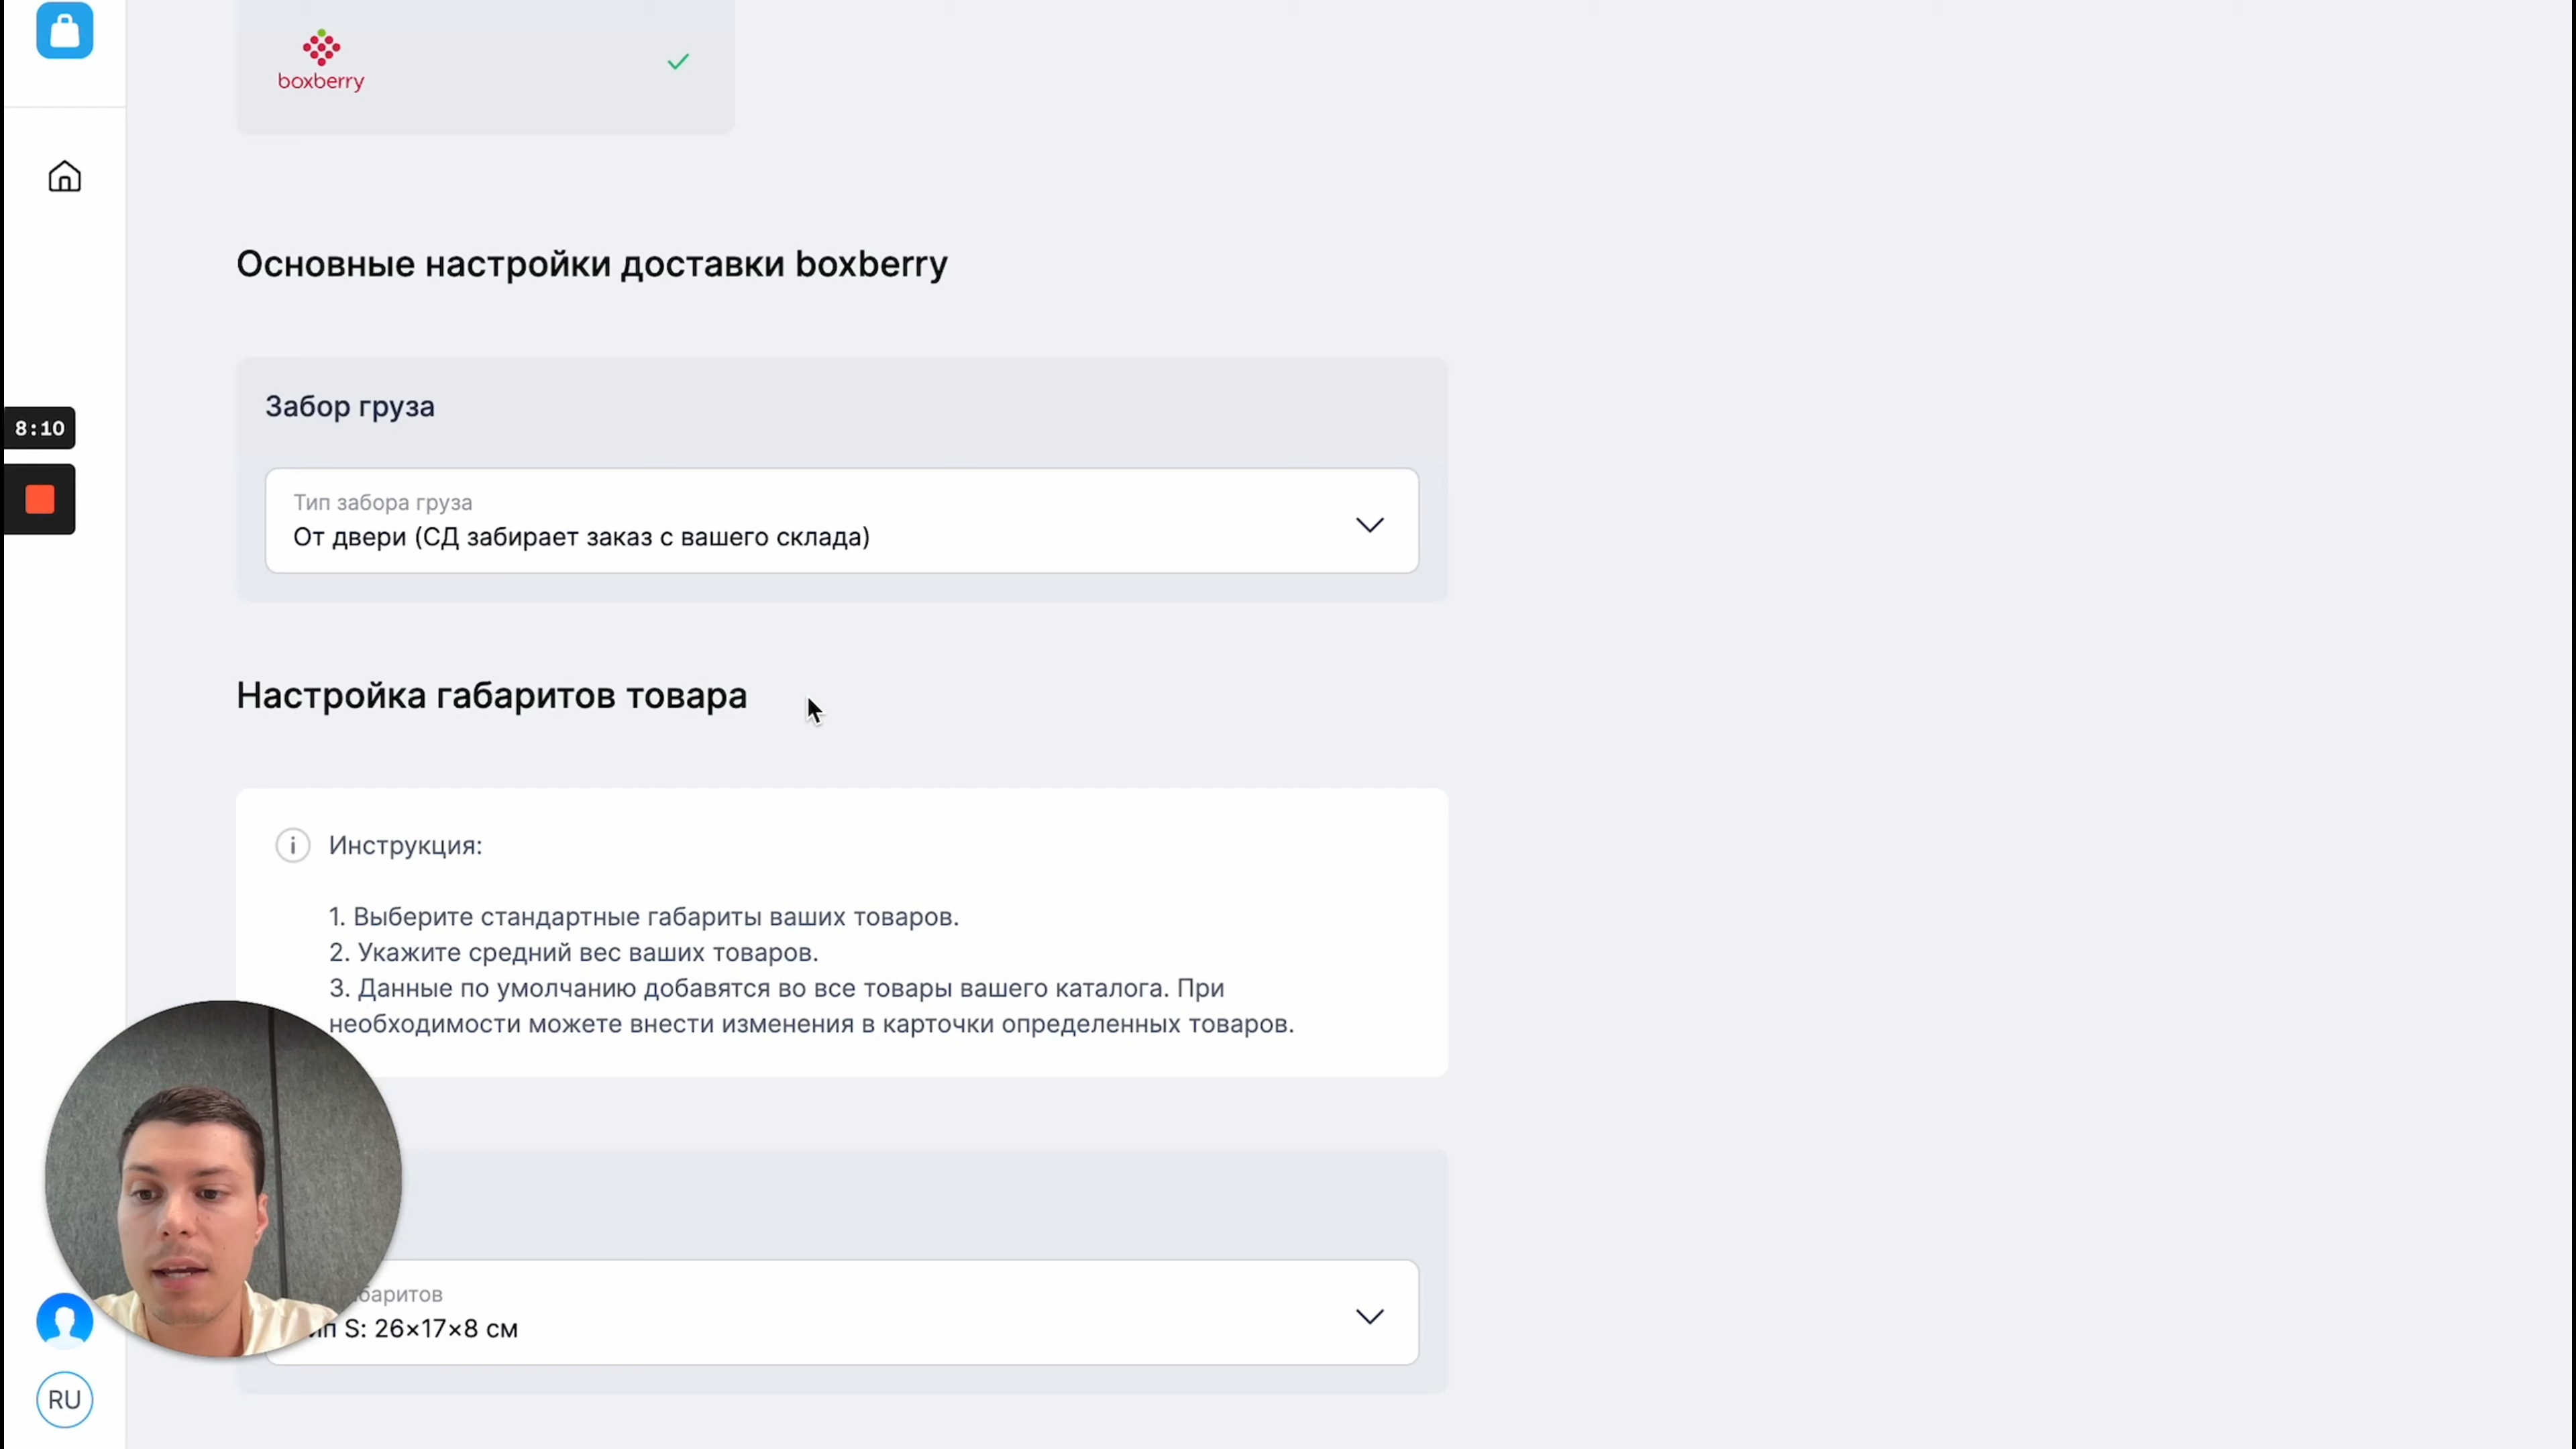 boxberry
Основные настройки доставки boxberry
Забор груза
8:10
Тип забора груза
От двери (СД забирает заказ с вашего склада)
Настройка габаритов товара
Инструкция:
1. Выберите стандартные габариты ваших товаров.
2. Укажите средний вес ваших товаров.
3. Данные по умолчанию добавятся во все товары вашего каталога. При
необходимости можете внести изменения в карточки определенных товаров.
S: 26×17×8 см
RU